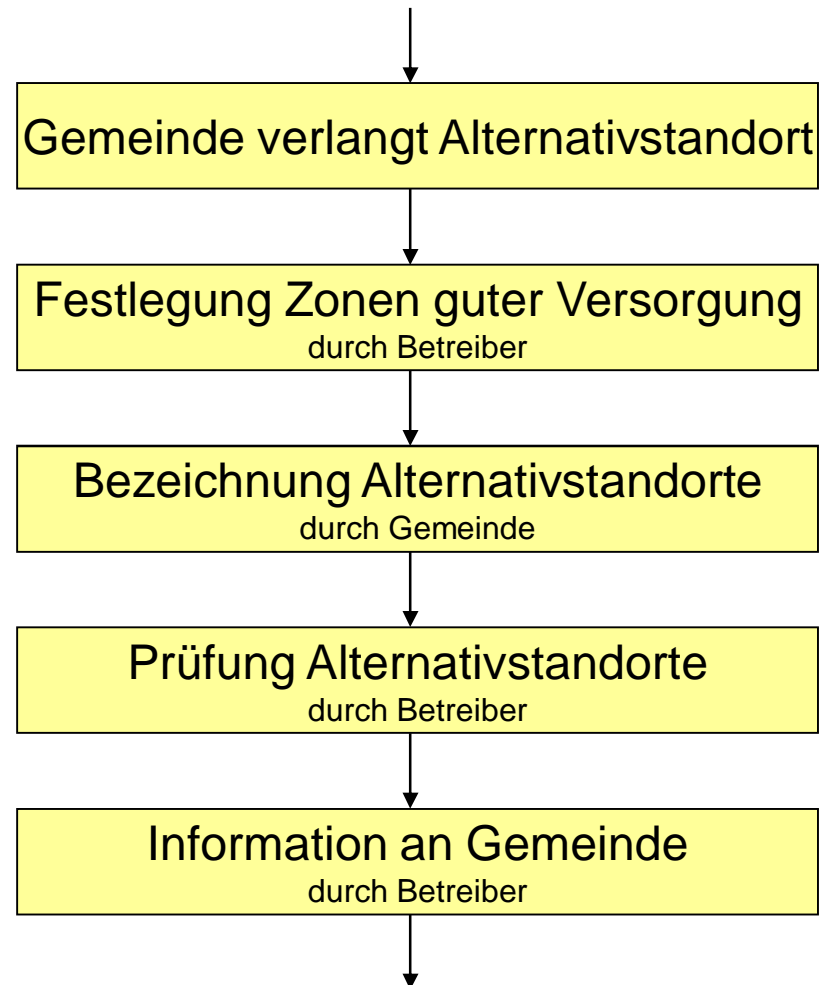 Gemeinde verlangt Alternativstandort
Festlegung Zonen guter Versorgung
durch Betreiber
Bezeichnung Alternativstandorte
durch Gemeinde
Prüfung Alternativstandorte
durch Betreiber
Information an Gemeinde
durch Betreiber